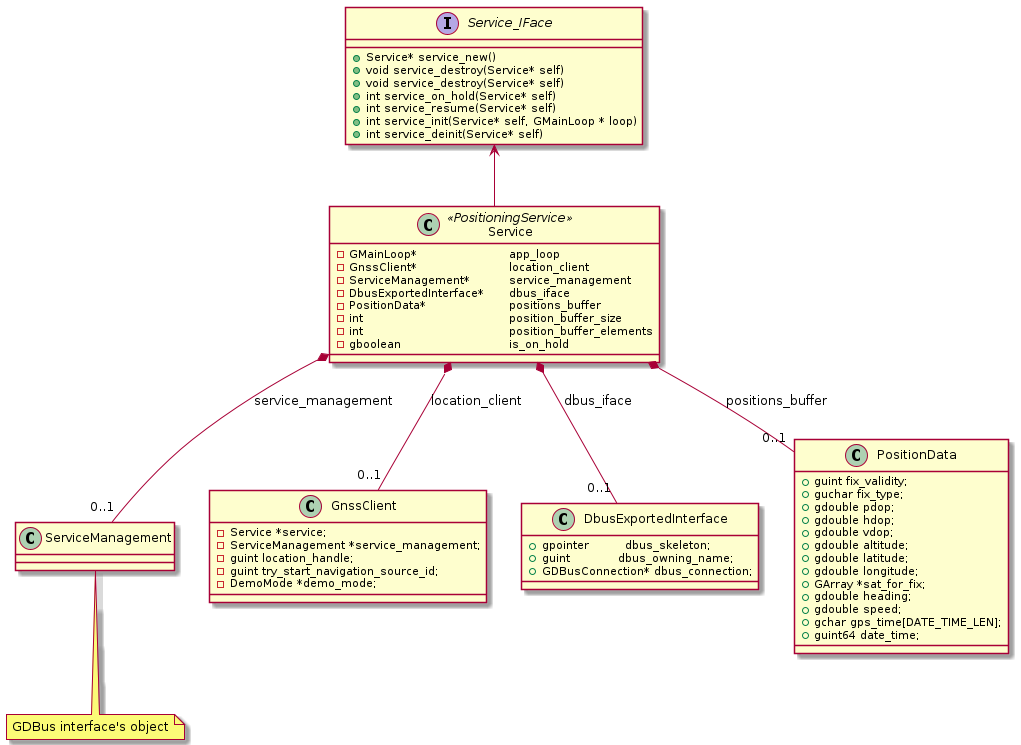 I Service_IFace
Service* service_new()
void service_destroy(Service* self)
void service_destroy(Service* self)
int service_on_hold(Service* self)
int service_resume(Service* self)
int service_init(Service* self, GMainLoop * loop)
int service_deinit(Service* self)
«PositioningService»
C Service
GMainLoop* app_loop
GnssClient* location_client
ServiceManagement* service_management
DbusExportedInterface* dbus_iface
PositionData* positions_buffer
int position_buffer_size
int position_buffer_elements
gboolean is_on_hold
service_management
location_client
dbus_iface
positions_buffer
0..1
0..1
0..1
0..1
C ServiceManagement
C GnssClient
Service *service;
ServiceManagement *service_management;
guint location_handle;
guint try_start_navigation_source_id;
DemoMode *demo_mode;
C DbusExportedInterface
gpointer dbus_skeleton;
guint dbus_owning_name;
GDBusConnection* dbus_connection;
C PositionData
guint fix_validity;
guchar fix_type;
gdouble pdop;
gdouble hdop;
gdouble vdop;
gdouble altitude;
gdouble latitude;
gdouble longitude;
GArray *sat_for_fix;
gdouble heading;
gdouble speed;
gchar gps_time[DATE_TIME_LEN];
guint64 date_time;
GDBus interface's object